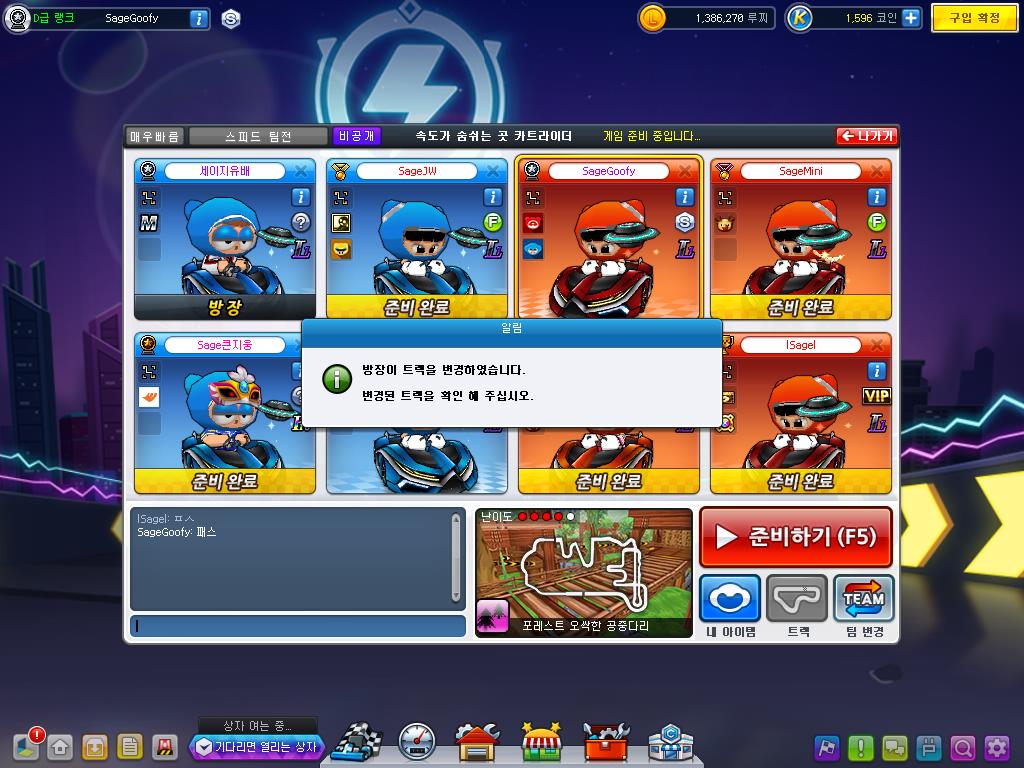 D급 랭크 SageGoofy
1,386,270 루찌
1,596 코인
구입 확정
매우빠름 스피드 팀전 비공개 속도가 숨쉬는 곳 카트라이더 게임 준비 중입니다... 나가기
세이지유배 SageJW SageGoofy SageMini
방장 준비 완료 준비 완료
Sage큰지웅 lSagel
VIP
준비 완료 준비 완료 준비 완료
알림
방장이 트랙을 변경하였습니다.
변경된 트랙을 확인 해 주십시오.
lSagel: ㅍㅅ
SageGoofy: 패스
난이도
포레스트 오싹한 공중다리
준비하기 (F5)
TEAM
내 아이템 트랙 팀 변경
상자 여는 중...
기다리면 열리는 상자